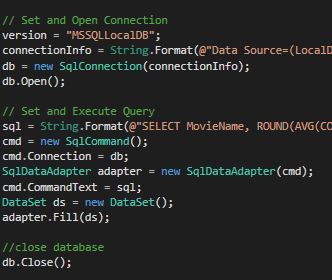 // Set and Open Connection
version = "MSSQLLocalDB";
connectionInfo = String.Format(@"Data Source=(LocalD
db = new SqlConnection(connectionInfo);
db.Open();
// Set and Execute Query
sql = String.Format(@"SELECT MovieName, ROUND(AVG(CO
cmd = new SqlCommand();
cmd.Connection = db;
SqlDataAdapter adapter = new SqlDataAdapter(cmd);
cmd.CommandText = sql;
DataSet ds = new DataSet();
adapter.Fill(ds);
//close database
db.Close();